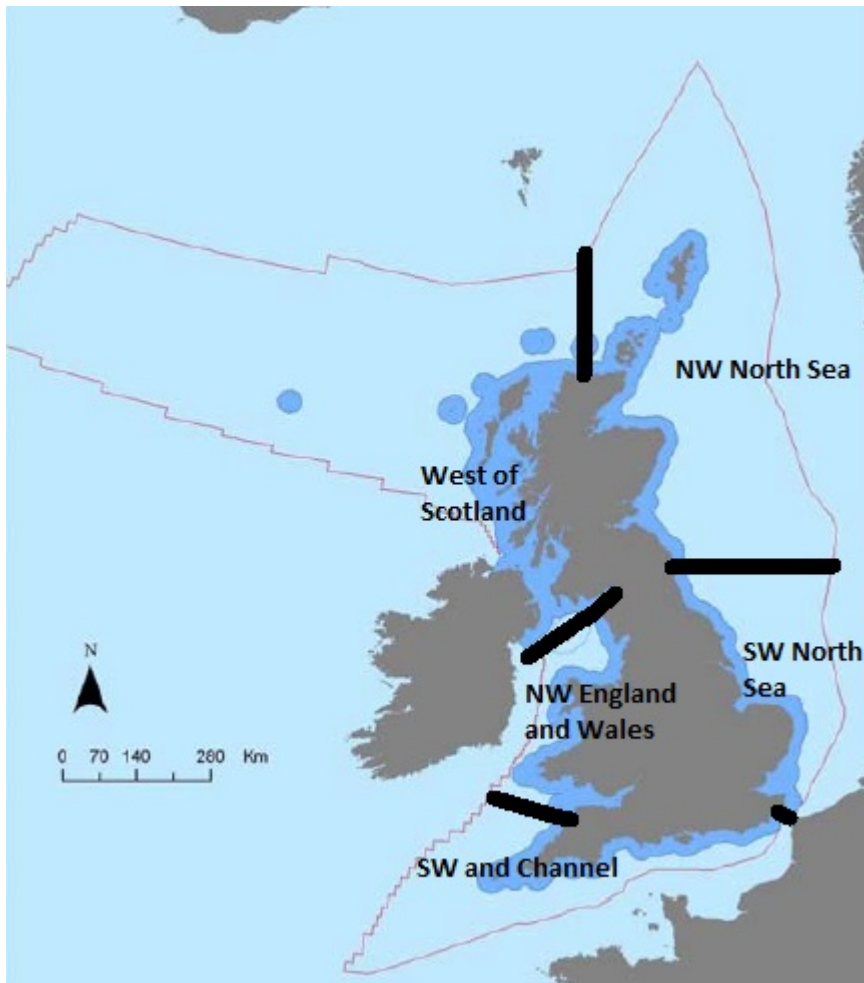 NW North Sea
West of
Scotland
N
SW North
Sea
NW England
and Wales
0 70 140 280 Km
SW and Channel